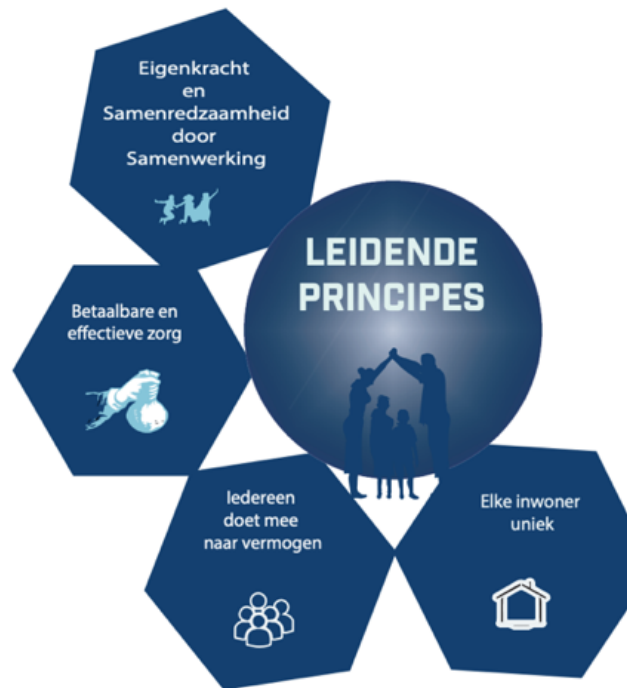 Eigenkracht
en
Samenredzaamheid
door
Samenwerking
LEIDENDE
PRINCIPES
Betaalbare en
effectieve zorg
Iedereen
doet mee
naar vermogen
Elke inwoner
uniek